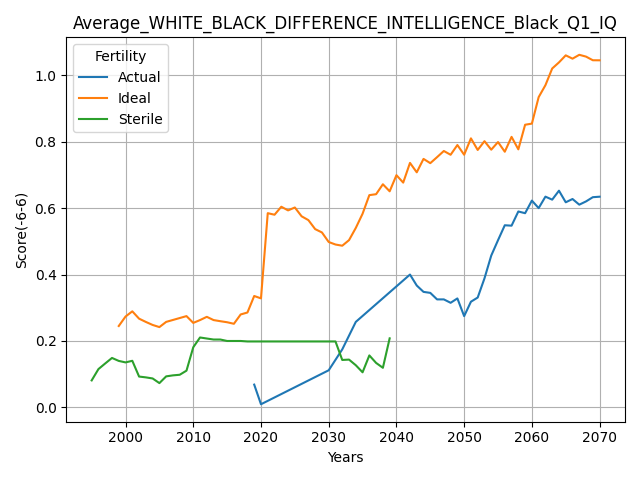 Average_WHITE_BLACK_DIFFERENCE_INTELLIGENCE_Black_Q1_IQ
Fertility
Actual
Ideal
Sterile
Score(-6-6)
1.0
0.8
0.6
0.4
0.2
0.0
2000 2010 2020 2030 2040 2050 2060 2070
Years